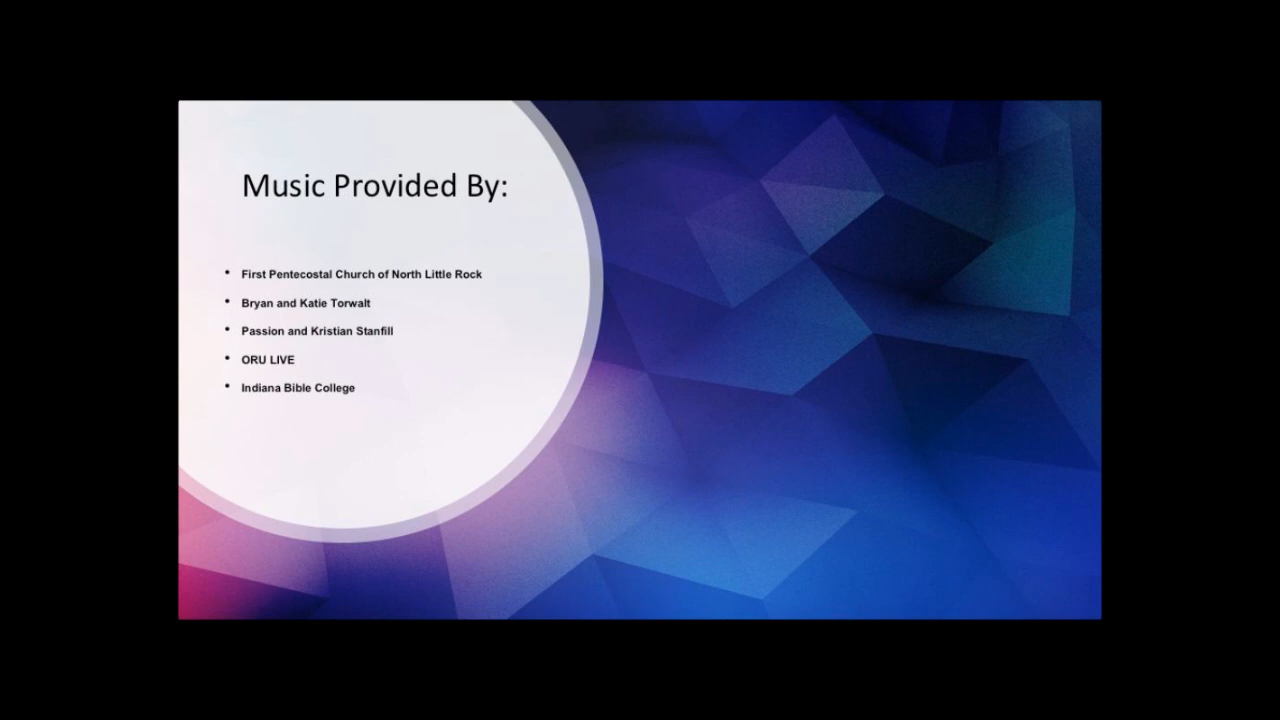 Music Provided By:
• First Pentecostal Church of North Little Rock
• Bryan and Katie Torwalt
• Passion and Kristian Stanfill
• ORU LIVE
• Indiana Bible College